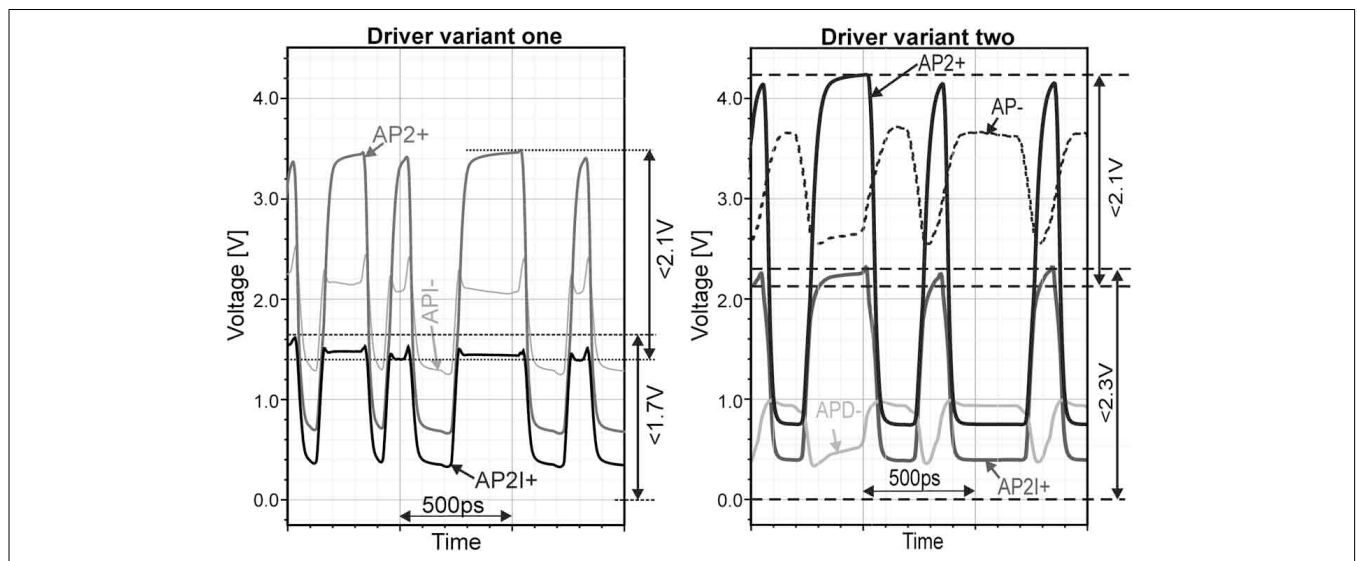 Driver variant one
Voltage [V]
4.0
3.0
2.0
1.0
0.0
AP2+
API-
AP2I+
<2.1V
<1.7V
500ps
Time
Driver variant two
Voltage [V]
4.0
3.0
2.0
1.0
0.0
AP2+
AP-
APD-
AP2I+
<2.1V
<2.3V
500ps
Time